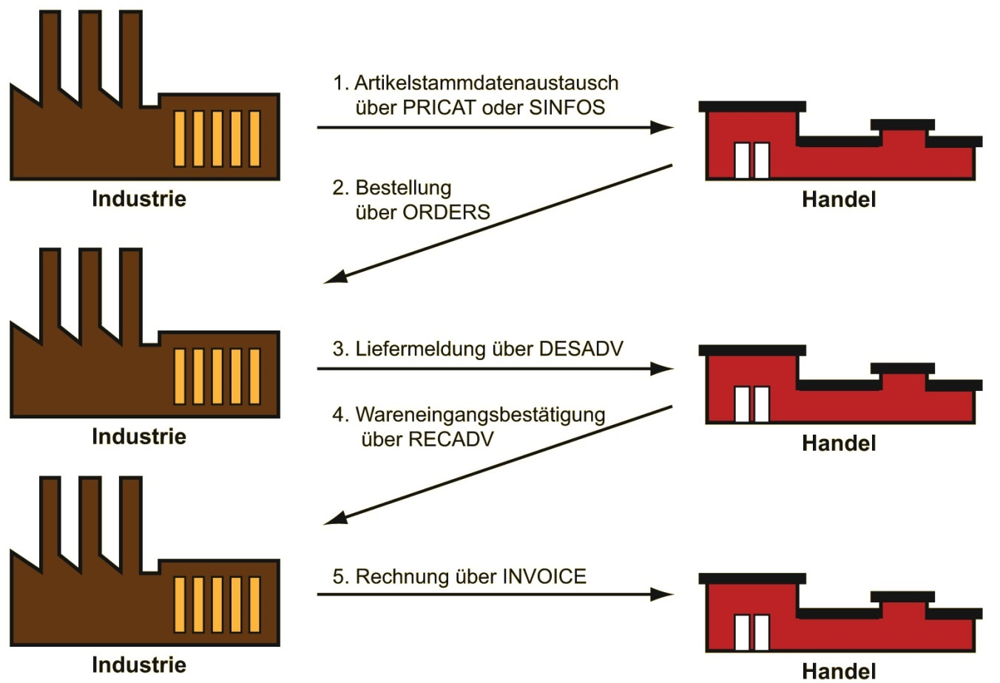 1. Artikelstammdatenaustausch
über PRICAT oder SINFOS
Industrie
Handel
2. Bestellung
über ORDERS
3. Liefermeldung über DESADV
4. Wareneingangsbestätigung
über RECADV
Industrie
Handel
5. Rechnung über INVOICE
Industrie
Handel